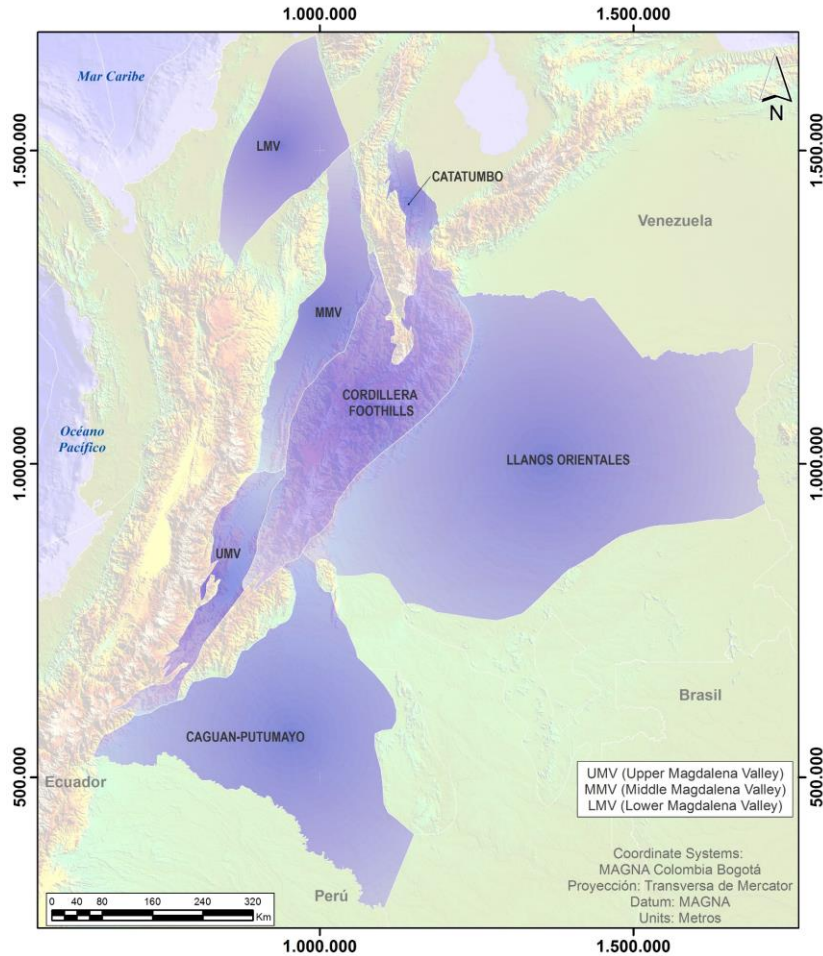 1.000.000
1.500.000
Mar Caribe
N
1.500.000
1.500.000
LMV
CATATUMBO
Venezuela
MMV
CORDILLERA
FOOTHILLS
Océano
Pacífico
LLANOS ORIENTALES
1.000.000
1.000.000
UMV
Brasil
CAGUAN-PUTUMAYO
500.000
500.000
Ecuador
UMV (Upper Magdalena Valley)
MMV (Middle Magdalena Valley)
LMV (Lower Magdalena Valley)
Coordinate Systems:
MAGNA Colombia Bogotá
Proyección: Transversa de Mercator
Datum: MAGNA
Units: Metros
Perú
0 40 80 160 240 320
Km
1.000.000
1.500.000